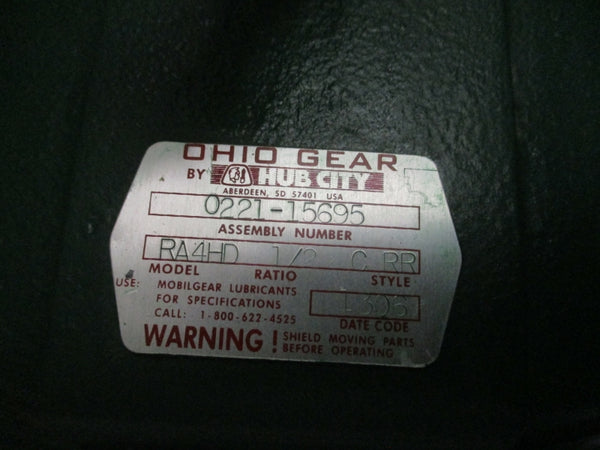 OHIO GEAR
BY HUB CITY
ABERDEEN, SD 57401 USA
0221-15695
ASSEMBLY NUMBER
RA4HD 1/2 C RR
MODEL RATIO STYLE
USE: MOBILGEAR LUBRICANTS
FOR SPECIFICATIONS
CALL: 1-800-622-4525
DATE CODE
WARNING! SHIELD MOVING PARTS
BEFORE OPERATING